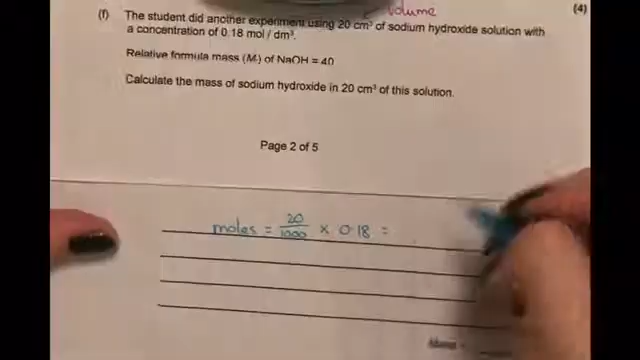 volume
(4)
(f) The student did another experiment using 20 cm³ of sodium hydroxide solution with
a concentration of 0.18 mol / dm³.
Relative formula mass (Mᵣ) of NaOH = 40
Calculate the mass of sodium hydroxide in 20 cm³ of this solution.
Page 2 of 5
moles = 20/1000 × 0.18 =
Mass =